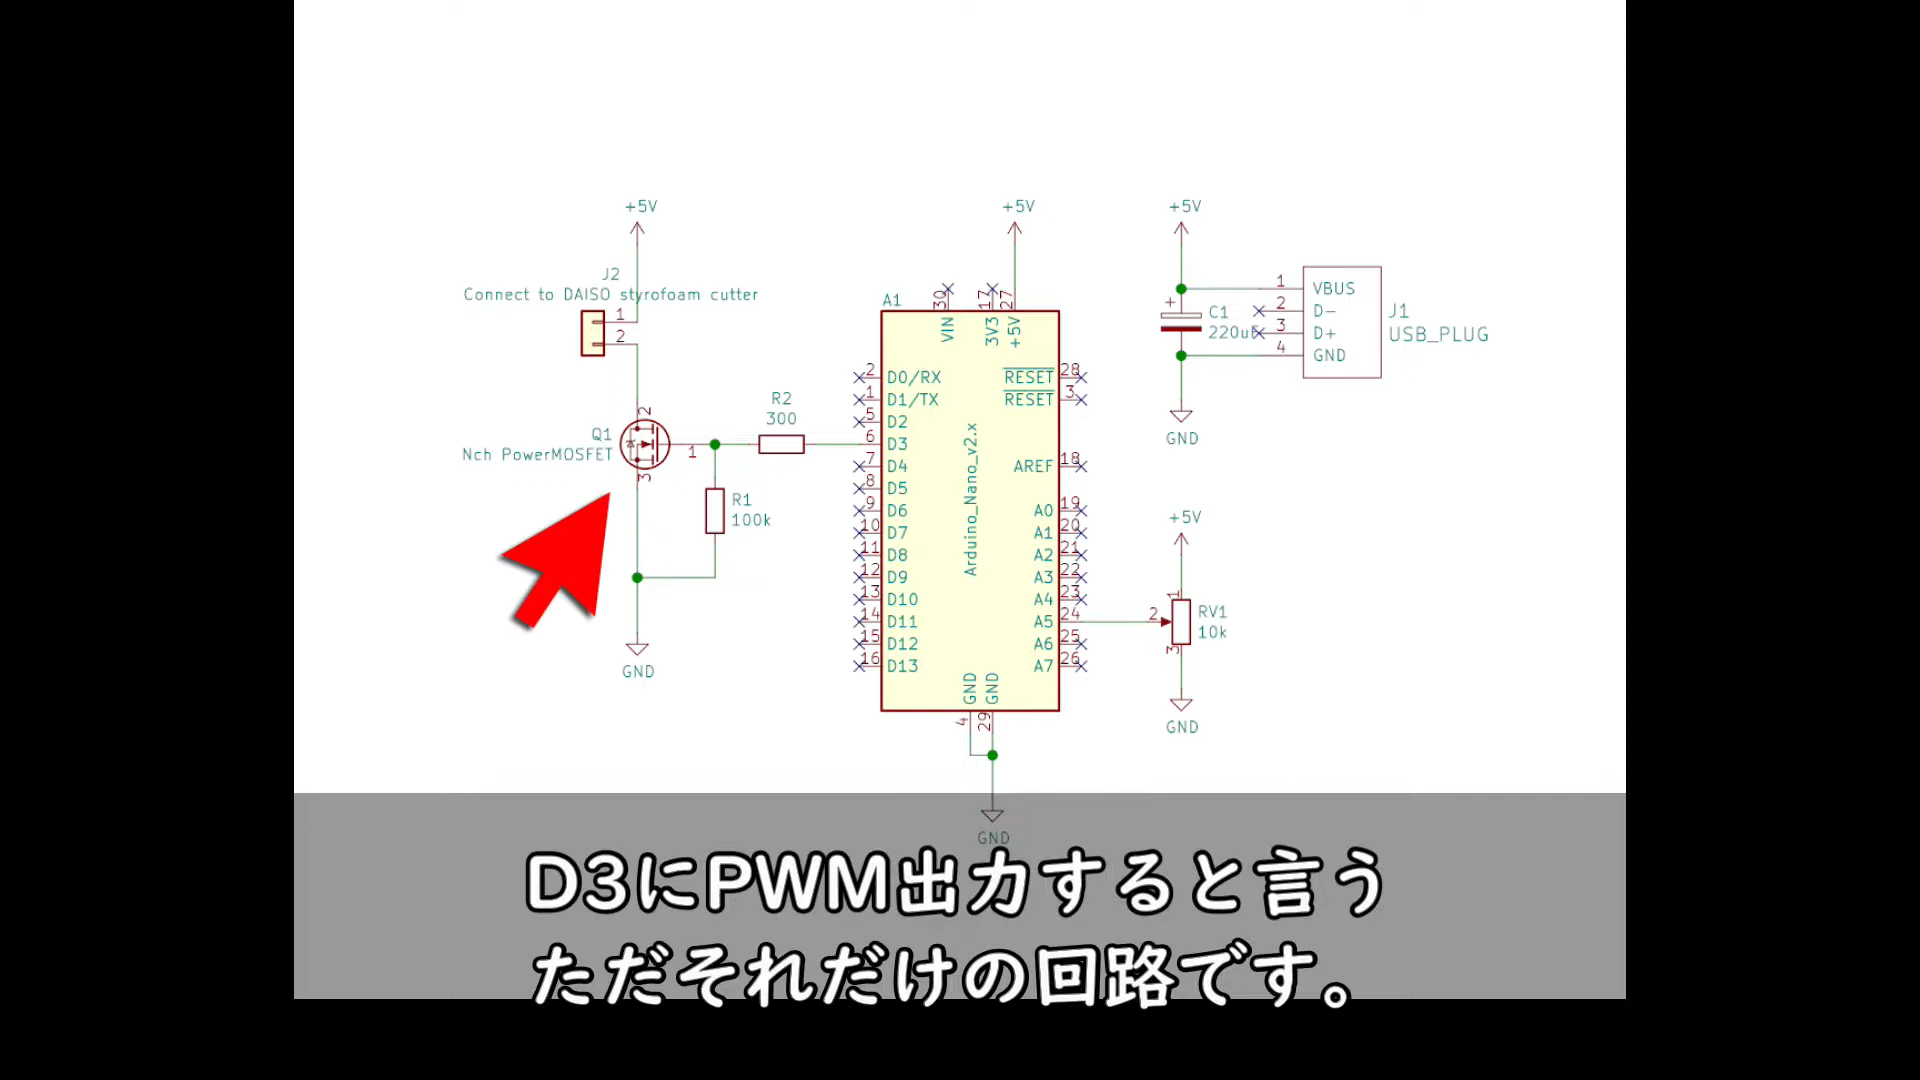 +5V
+5V
+5V
J2
Connect to DAISO styrofoam cutter
1
2
A1
30
17
27
VIN
3V3
+5V
+
C1
220uF
1
2
3
4
VBUS
D-
D+
GND
J1
USB_PLUG
GND
2
Q1
Nch PowerMOSFET
1
3
R2
300
R1
100k
GND
2 D0/RX
1 D1/TX
5 D2
6 D3
7 D4
8 D5
9 D6
10 D7
11 D8
12 D9
13 D10
14 D11
15 D12
16 D13
Arduino_Nano_v2.x
RESET 28
RESET 3
AREF 18
A0 19
A1 20
A2 21
A3 22
A4 23
A5 24
A6 25
A7 26
GND
GND
4
29
GND
+5V
1
2
3
RV1
10k
GND
D3にPWM出力すると言う
ただそれだけの回路です。